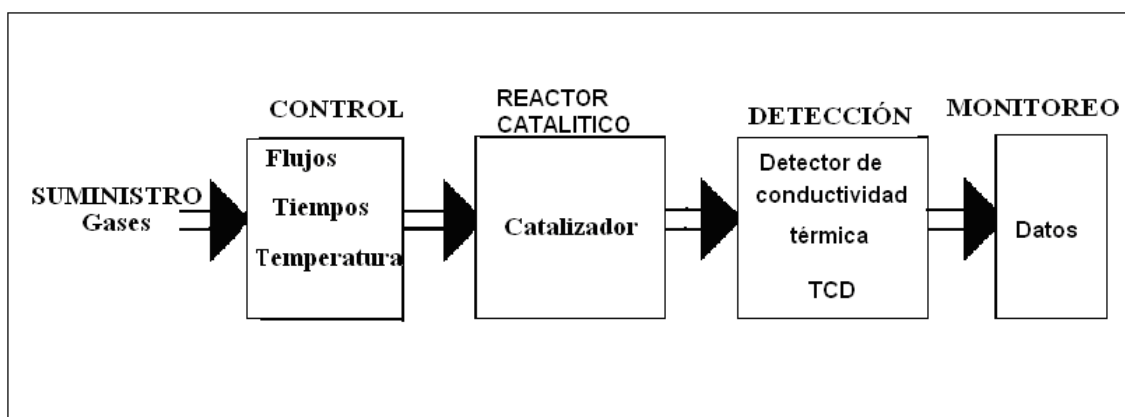 SUMINISTRO
Gases
CONTROL
Flujos
Tiempos
Temperatura
REACTOR
CATALITICO
Catalizador
DETECCIÓN
Detector de
conductividad
térmica
TCD
MONITOREO
Datos